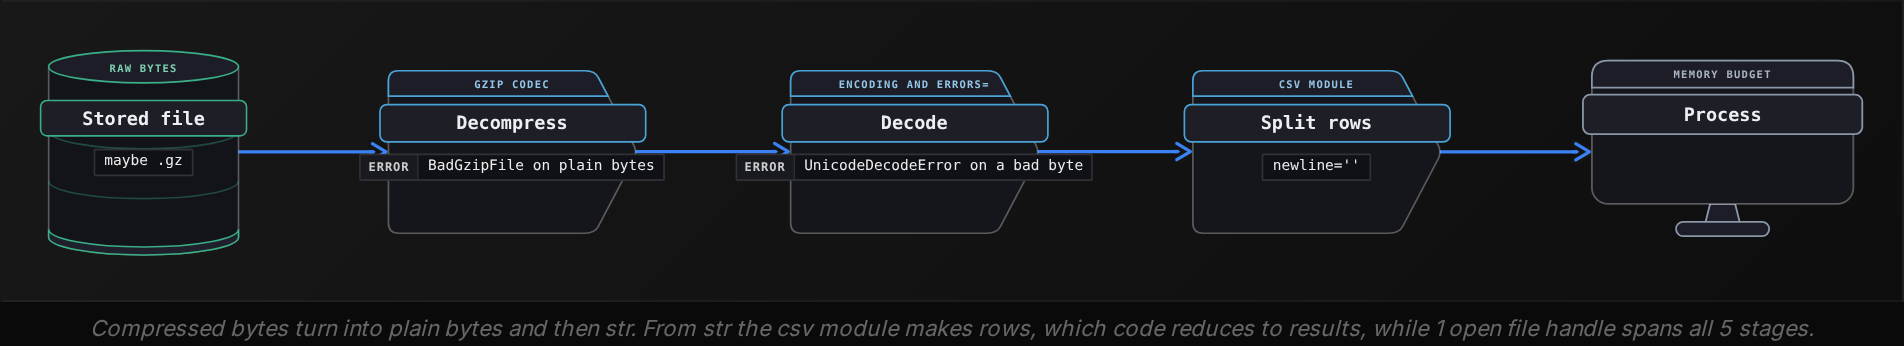 RAW BYTES
Stored file
maybe .gz
GZIP CODEC
Decompress
ERROR BadGzipFile on plain bytes
ENCODING AND ERRORS=
Decode
ERROR UnicodeDecodeError on a bad byte
CSV MODULE
Split rows
newline=''
MEMORY BUDGET
Process
Compressed bytes turn into plain bytes and then str. From str the csv module makes rows, which code reduces to results, while 1 open file handle spans all 5 stages.